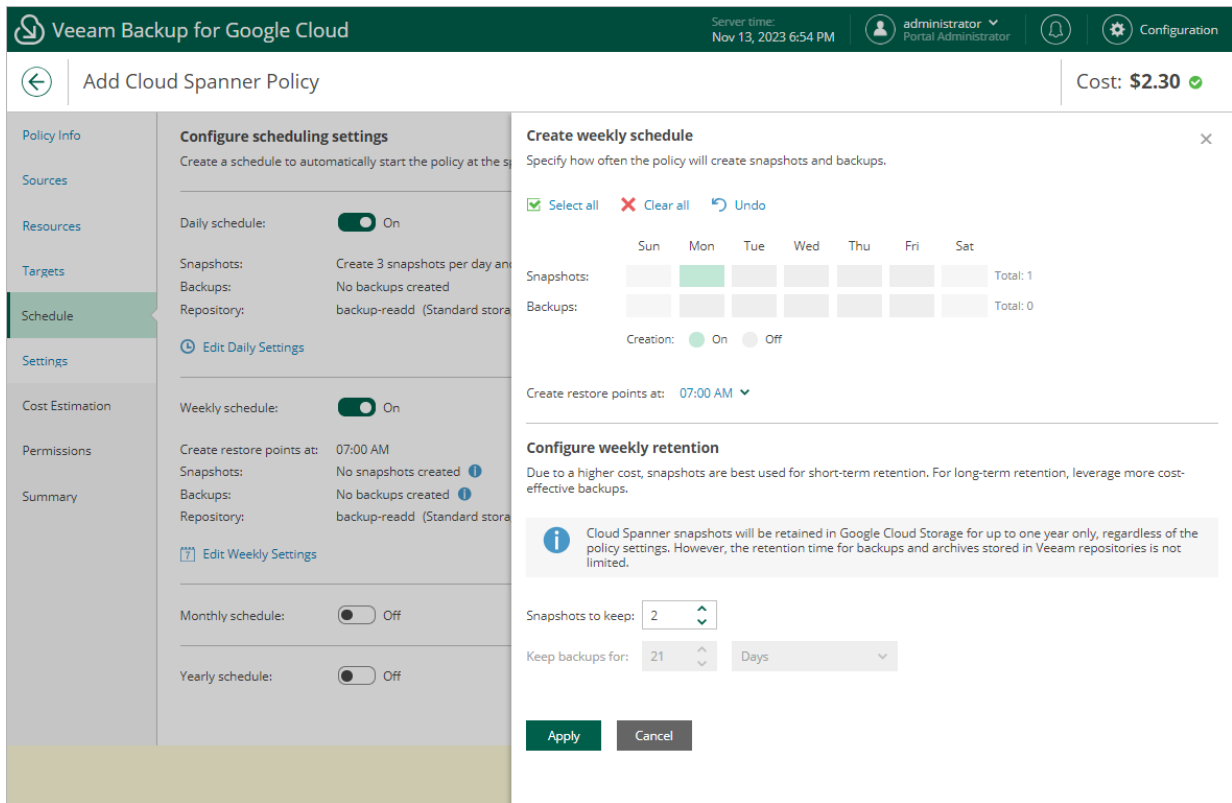 Veeam Backup for Google Cloud
Server time:
Nov 13, 2023 6:54 PM
administrator
Portal Administrator
Configuration
Add Cloud Spanner Policy
Cost: $2.30
Policy Info
Sources
Resources
Targets
Schedule
Settings
Cost Estimation
Permissions
Summary
Configure scheduling settings
Create a schedule to automatically start the policy at the sp
Daily schedule: On
Snapshots: Create 3 snapshots per day and
Backups: No backups created
Repository: backup-readd (Standard stora
Edit Daily Settings
Weekly schedule: On
Create restore points at: 07:00 AM
Snapshots: No snapshots created
Backups: No backups created
Repository: backup-readd (Standard stora
7 Edit Weekly Settings
Monthly schedule: Off
Yearly schedule: Off
Create weekly schedule
Specify how often the policy will create snapshots and backups.
Select all Clear all Undo
Sun Mon Tue Wed Thu Fri Sat
Snapshots: Total: 1
Backups: Total: 0
Creation: On Off
Create restore points at: 07:00 AM
Configure weekly retention
Due to a higher cost, snapshots are best used for short-term retention. For long-term retention, leverage more cost-
effective backups.
Cloud Spanner snapshots will be retained in Google Cloud Storage for up to one year only, regardless of the
policy settings. However, the retention time for backups and archives stored in Veeam repositories is not
limited.
Snapshots to keep: 2
Keep backups for: 21 Days
Apply Cancel